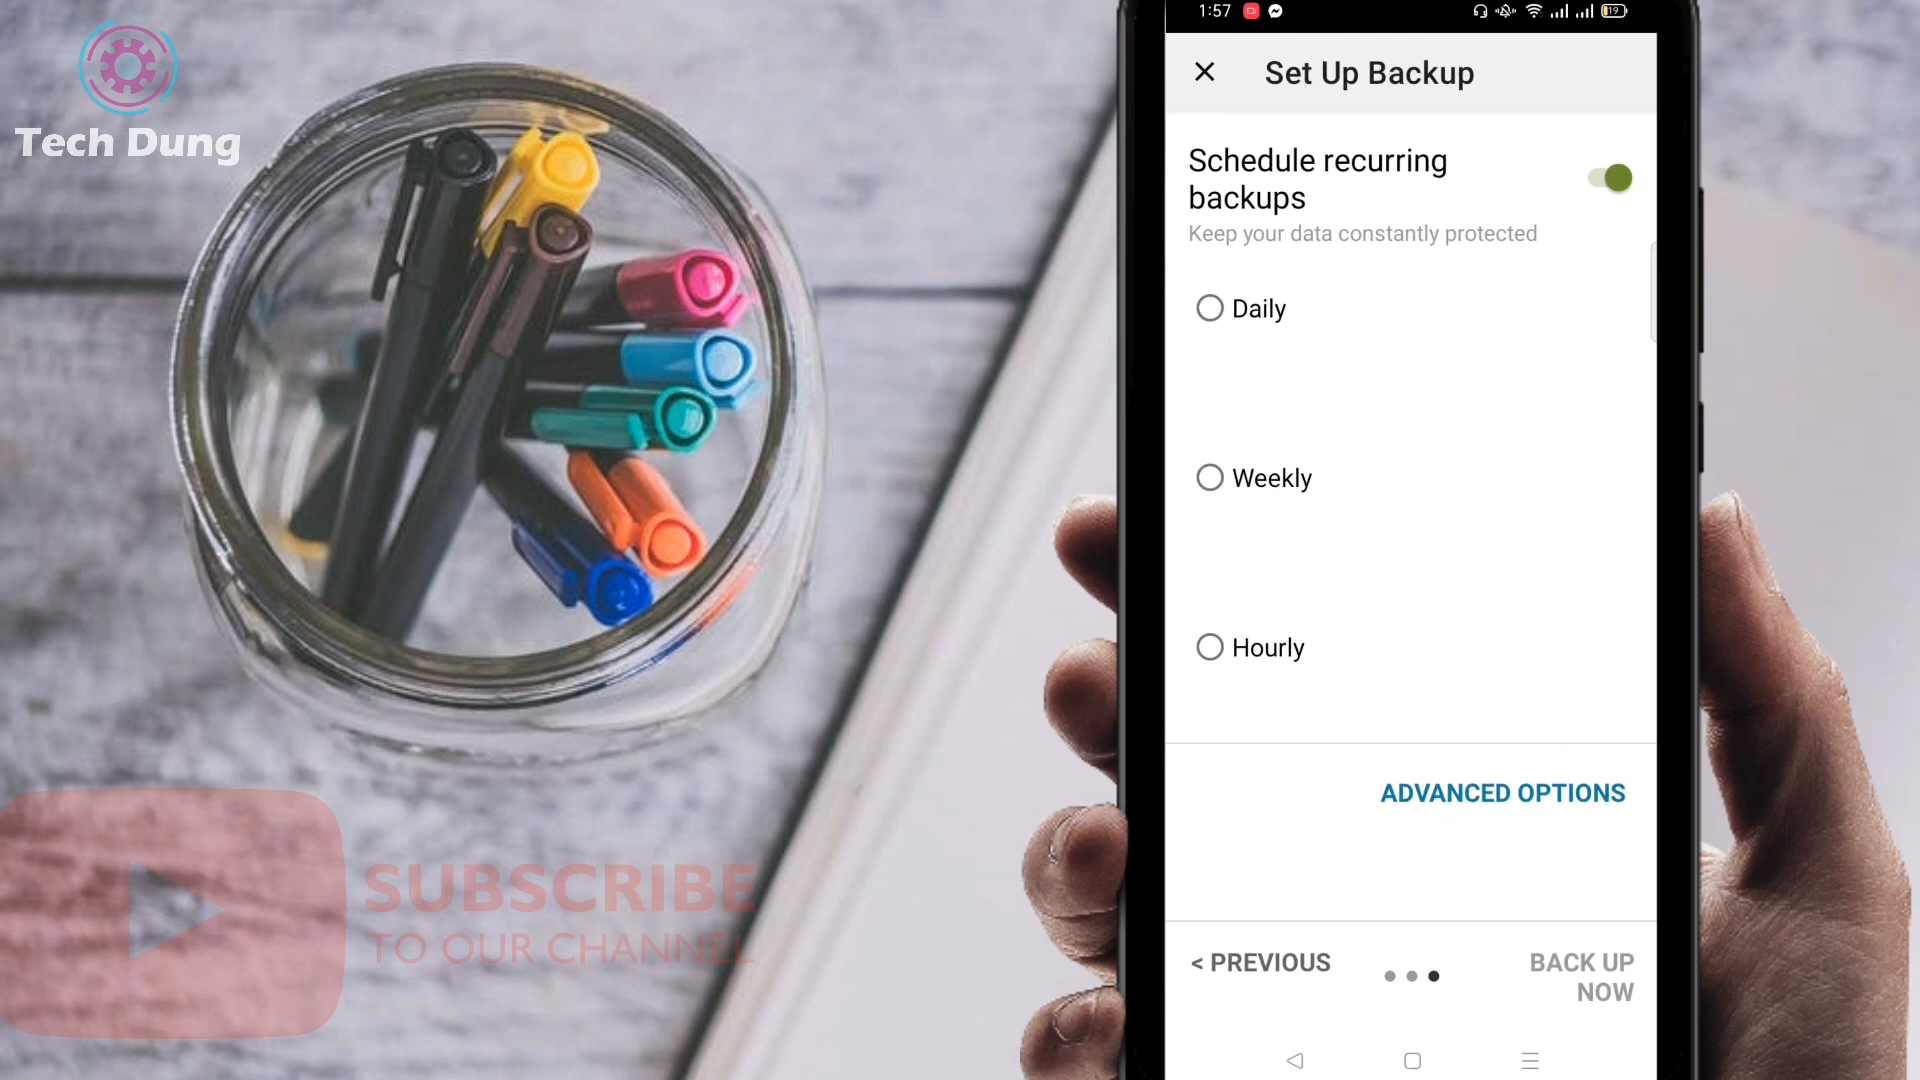 Tech Dung
1:57
19
Set Up Backup
Schedule recurring
backups
Keep your data constantly protected
Daily
Weekly
Hourly
ADVANCED OPTIONS
< PREVIOUS
BACK UP
NOW
SUBSCRIBE
TO OUR CHANNEL